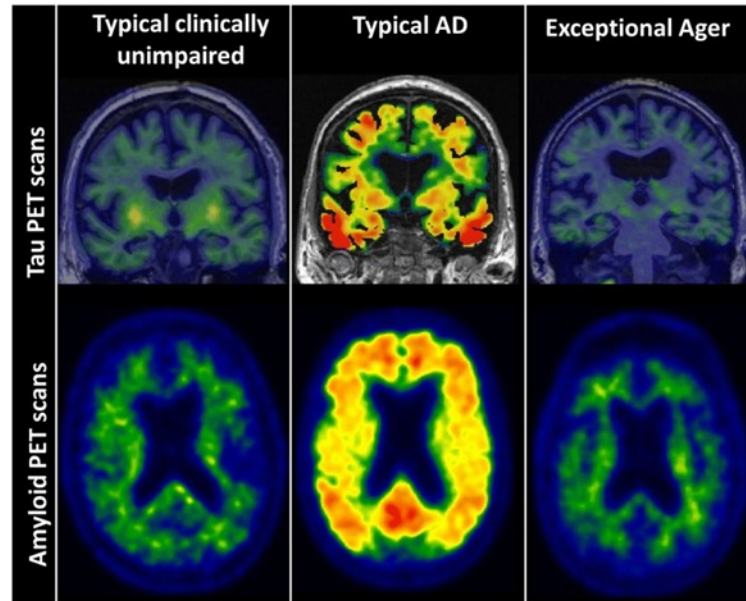 Typical clinically
unimpaired
Typical AD
Exceptional Ager
Tau PET scans
Amyloid PET scans